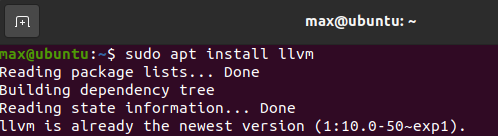 max@ubuntu: ~
max@ubuntu:~$ sudo apt install llvm
Reading package lists... Done
Building dependency tree
Reading state information... Done
llvm is already the newest version (1:10.0-50~exp1).